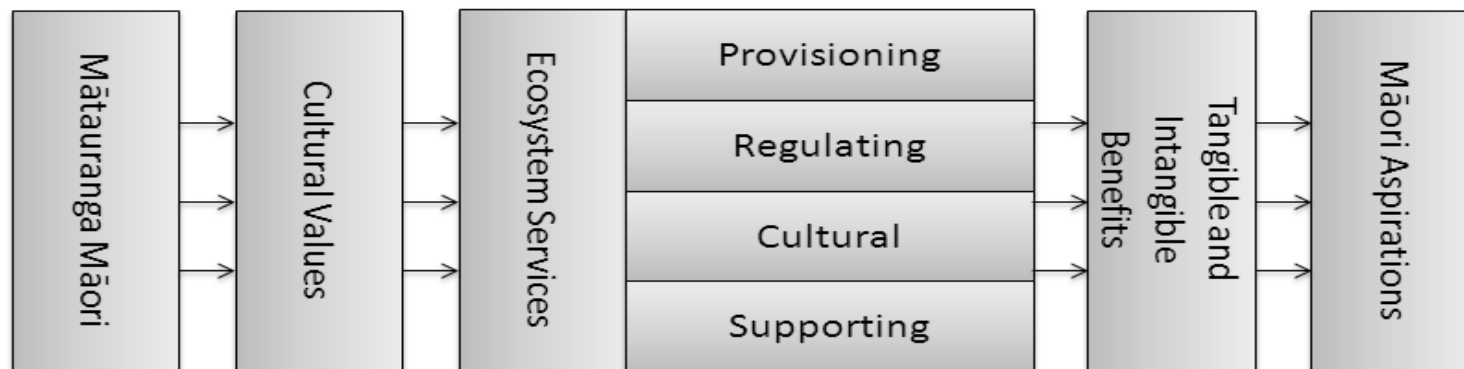 Mātauranga Māori
Cultural Values
Ecosystem Services
Provisioning
Regulating
Cultural
Supporting
Tangible and
Intangible
Benefits
Māori Aspirations